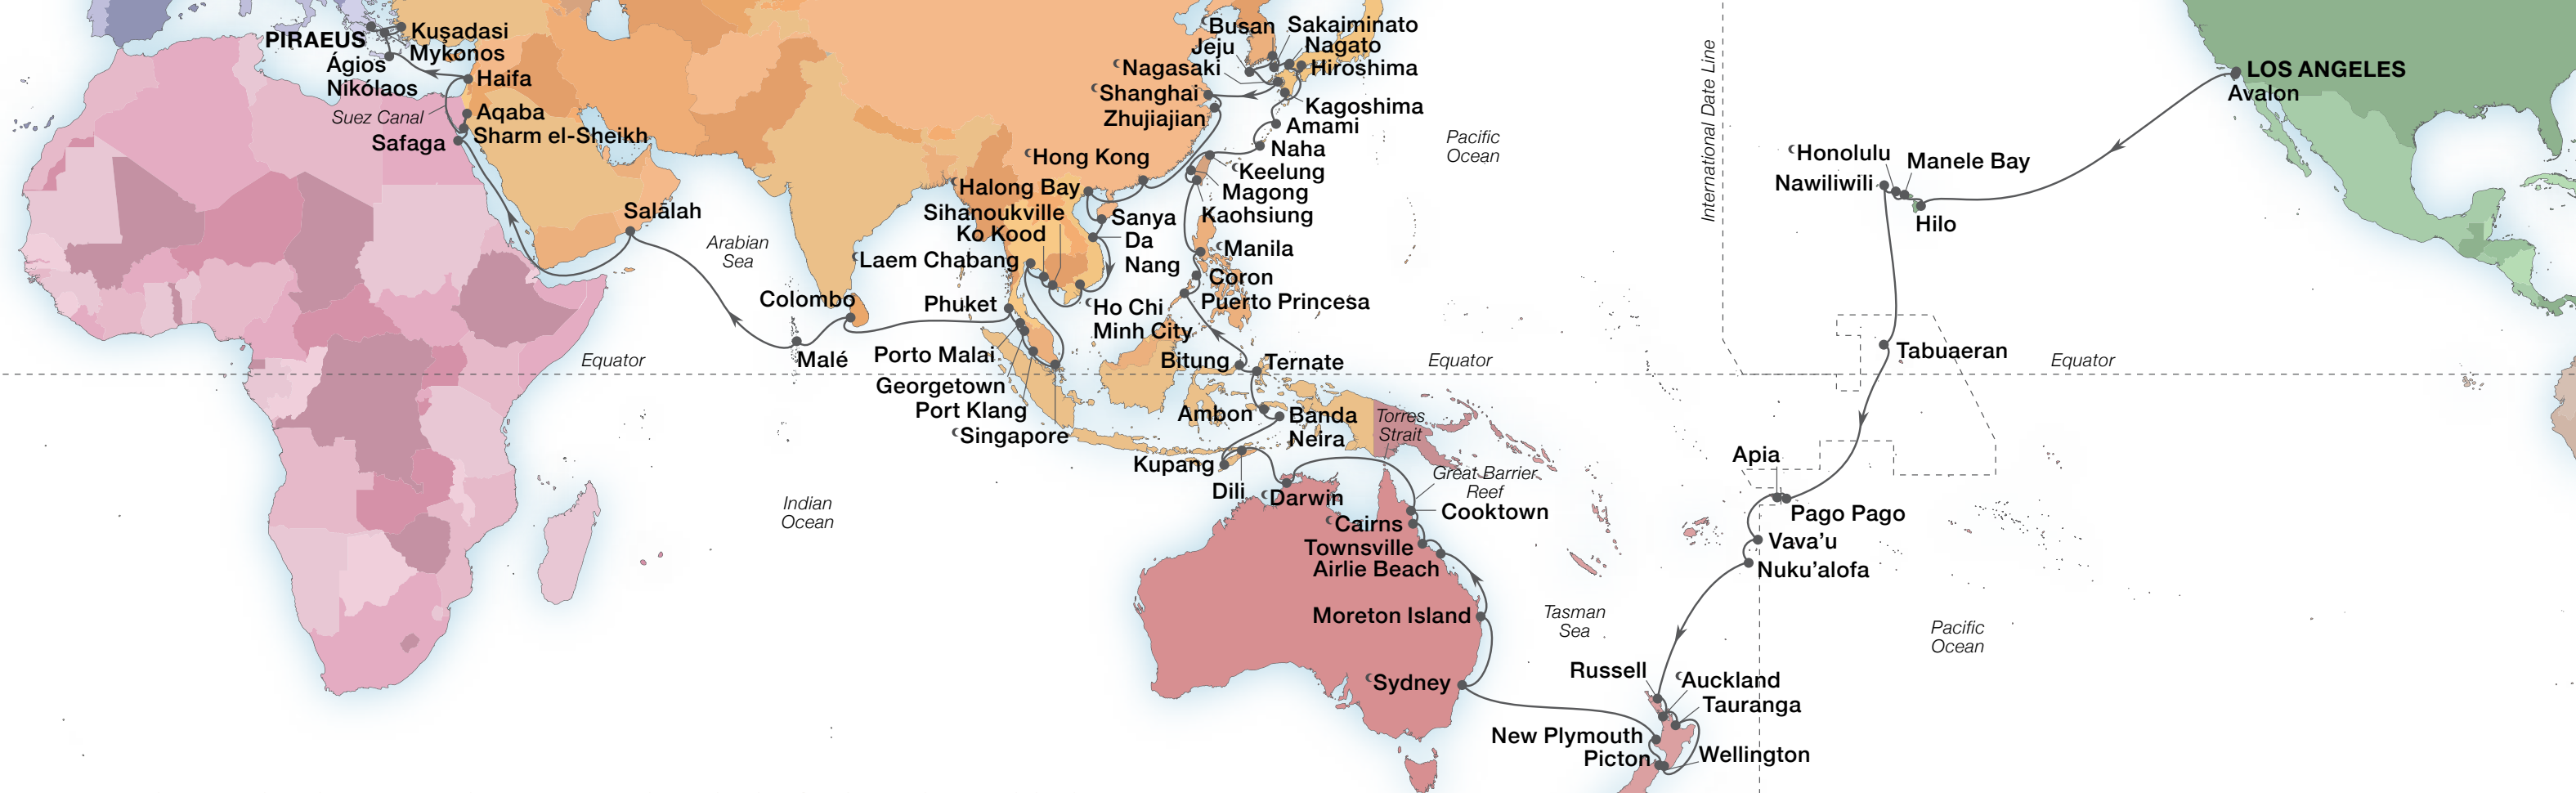 PIRAEUS
Kuşadasi
Mykonos
Ágios
Nikólaos
Haifa
Suez Canal
Aqaba
Sharm el-Sheikh
Safaga
Salālah
Arabian
Sea
Colombo
Malé
Equator
Indian
Ocean
Busan
Sakaiminato
Jeju
Nagato
Nagasaki
Hiroshima
Shanghai
Kagoshima
Zhujiajian
Amami
Naha
Hong Kong
Keelung
Halong Bay
Magong
Sihanoukville
Sanya
Kaohsiung
Ko Kood
Da
Nang
Manila
Laem Chabang
Coron
Phuket
Ho Chi
Minh City
Puerto Princesa
Porto Malai
Bitung
Ternate
Georgetown
Port Klang
Singapore
Ambon
Banda
Neira
Kupang
Dili
Darwin
Torres
Strait
Equator
Great Barrier
Reef
Cooktown
Cairns
Townsville
Airlie Beach
Moreton Island
Sydney
Tasman
Sea
Pacific
Ocean
International Date Line
LOS ANGELES
Avalon
Honolulu
Manele Bay
Nawiliwili
Hilo
Tabuaeran
Equator
Apia
Pago Pago
Vava’u
Nuku’alofa
Pacific
Ocean
Russell
Auckland
Tauranga
New Plymouth
Picton
Wellington